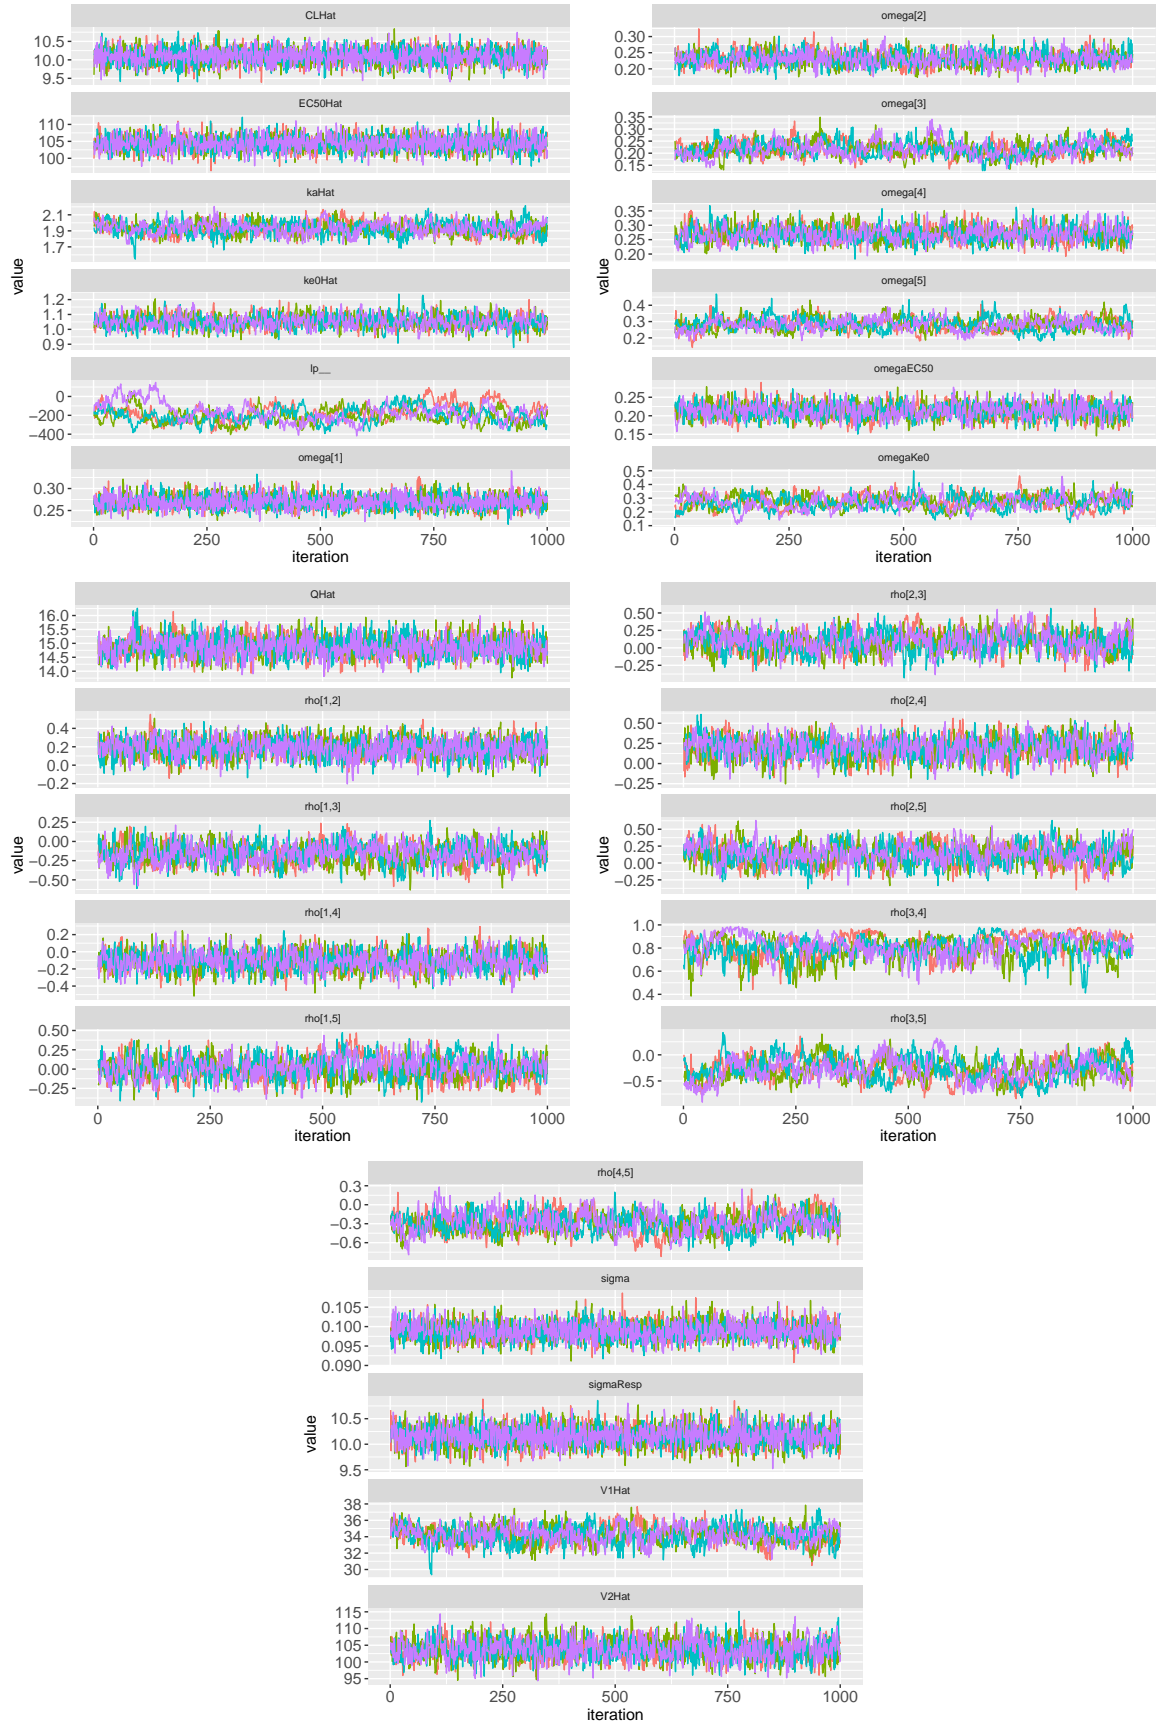 CLHat
10.5
10.0
9.5
EC50Hat
110
105
100
kaHat
2.1
1.9
1.7
ke0Hat
1.2
1.1
1.0
0.9
lp__
0
−200
−400
omega[1]
0.30
0.25
0 250 500 750 1000
iteration
value
omega[2]
0.30
0.25
0.20
omega[3]
0.35
0.30
0.25
0.20
0.15
omega[4]
0.35
0.30
0.25
0.20
omega[5]
0.4
0.3
0.2
omegaEC50
0.25
0.20
0.15
omegaKe0
0.5
0.4
0.3
0.2
0.1
0 250 500 750 1000
iteration
value
QHat
16.0
15.5
15.0
14.5
14.0
rho[1,2]
0.4
0.2
0.0
−0.2
rho[1,3]
0.25
0.00
−0.25
−0.50
rho[1,4]
0.2
0.0
−0.2
−0.4
rho[1,5]
0.50
0.25
0.00
−0.25
0 250 500 750 1000
iteration
value
rho[2,3]
0.50
0.25
0.00
−0.25
rho[2,4]
0.50
0.25
0.00
−0.25
rho[2,5]
0.50
0.25
0.00
−0.25
rho[3,4]
1.0
0.8
0.6
0.4
rho[3,5]
0.0
−0.5
0 250 500 750 1000
iteration
value
rho[4,5]
0.3
0.0
−0.3
−0.6
sigma
0.105
0.100
0.095
0.090
sigmaResp
10.5
10.0
9.5
V1Hat
38
36
34
32
30
V2Hat
115
110
105
100
95
0 250 500 750 1000
iteration
value